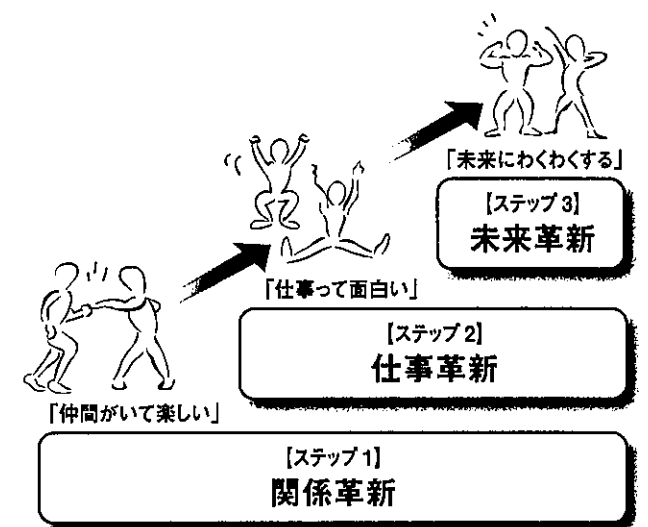 「未来にわくわくする」
【ステップ3】
未来革新
「仕事って面白い」
【ステップ2】
仕事革新
「仲間がいて楽しい」
【ステップ1】
関係革新